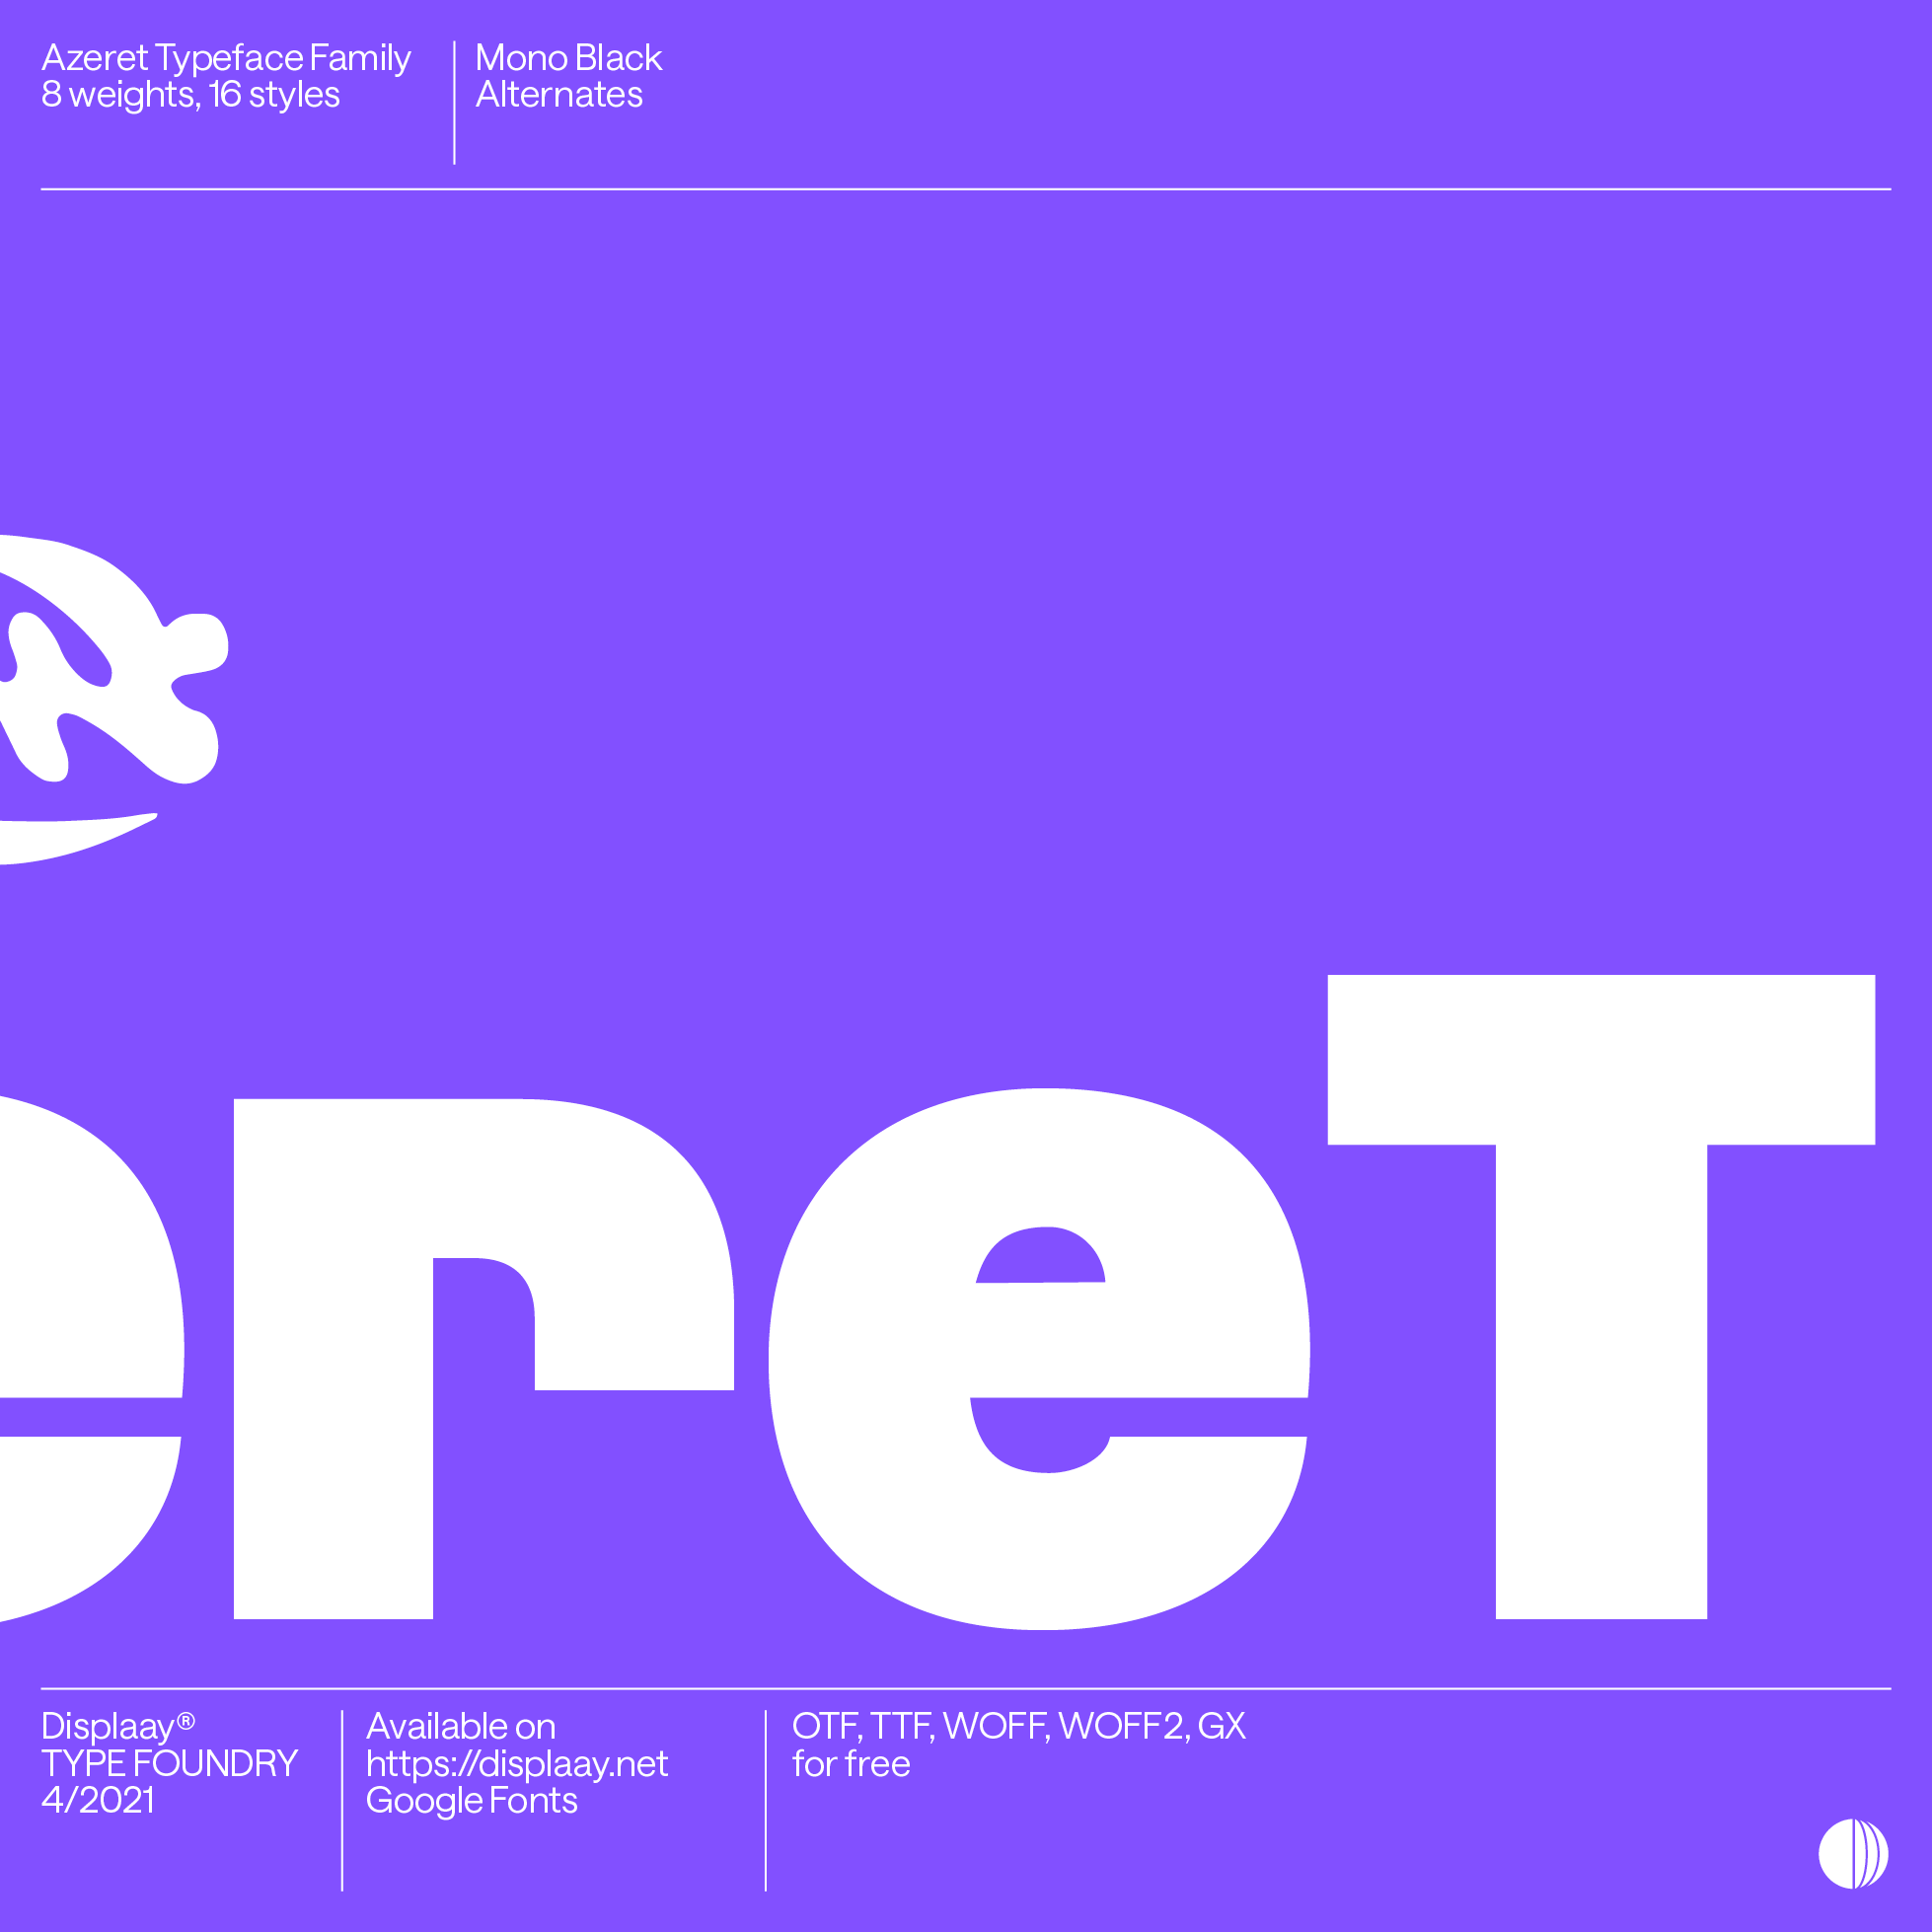 Azeret Typeface Family
8 weights, 16 styles
Mono Black
Alternates
ereT
Displaay®
TYPE FOUNDRY
4/2021
Available on
https://displaay.net
Google Fonts
OTF, TTF, WOFF, WOFF2, GX
for free